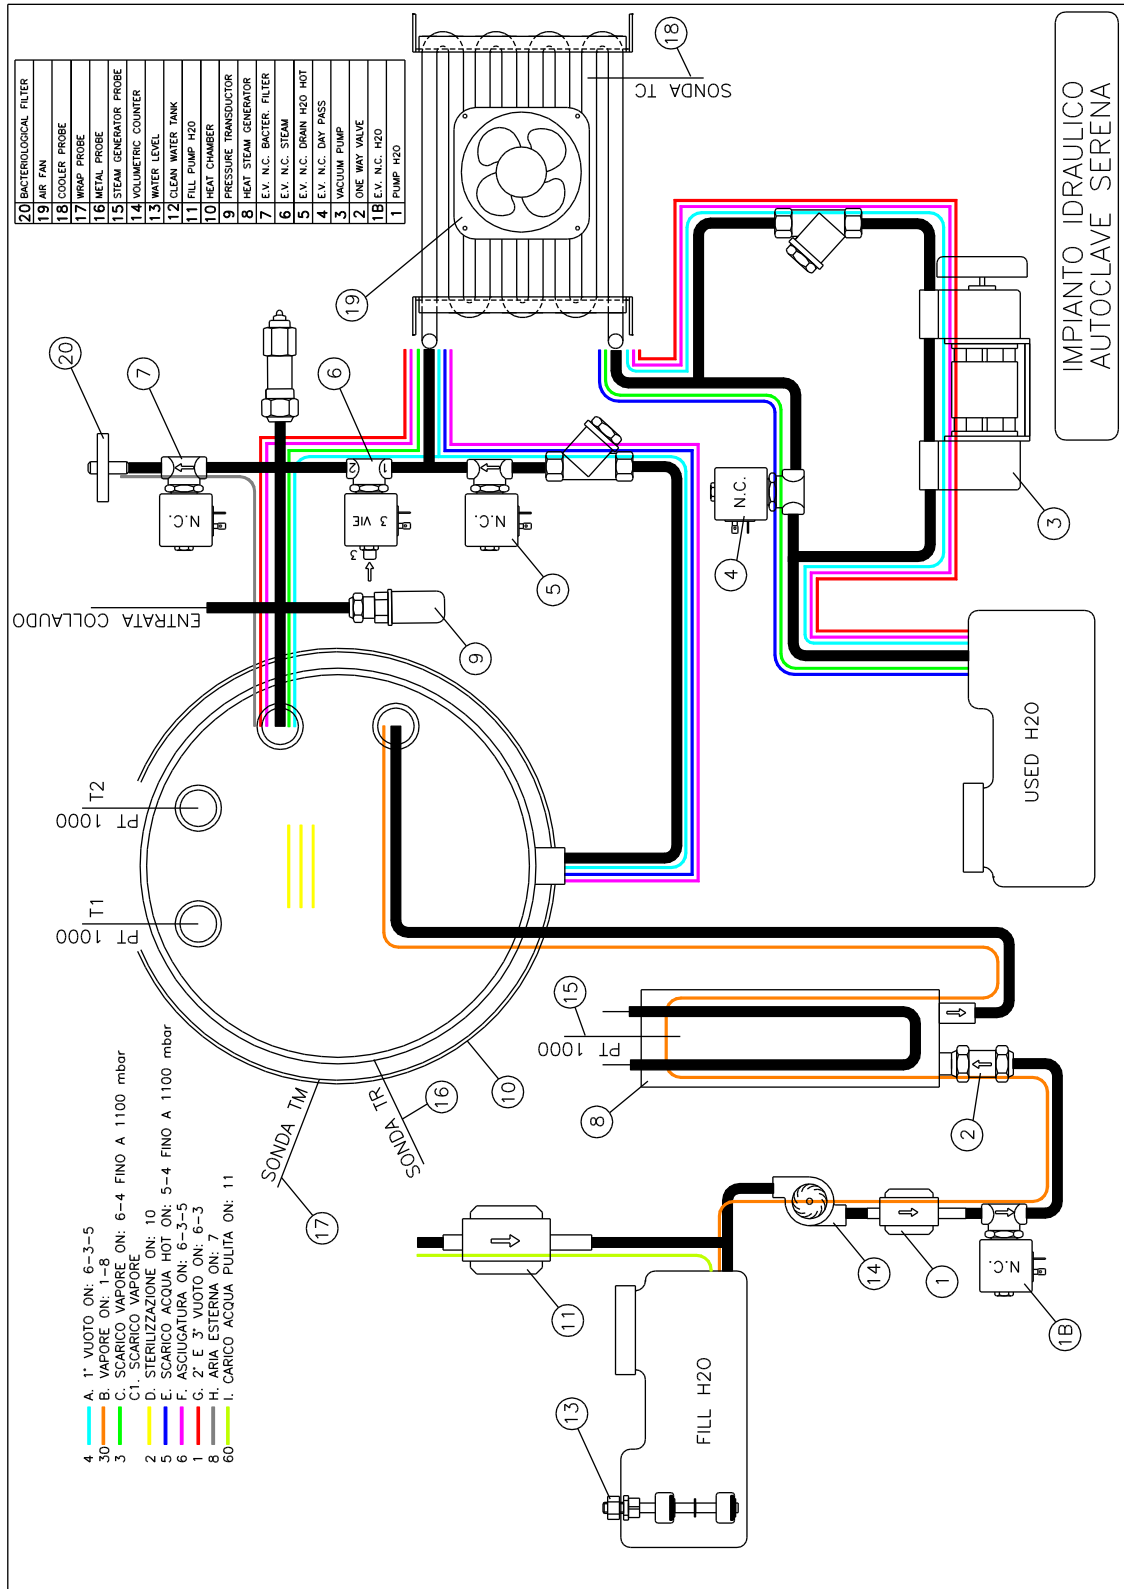 IMPIANTO IDRAULICO
AUTOCLAVE SERENA
20 BACTERIOLOGICAL FILTER
19 AIR FAN
18 COOLER PROBE
17 WRAP PROBE
16 METAL PROBE
15 STEAM GENERATOR PROBE
14 VOLUMETRIC COUNTER
13 WATER LEVEL
12 CLEAN WATER TANK
11 FILL PUMP H20
10 HEAT CHAMBER
9 PRESSURE TRANSDUCTOR
8 HEAT STEAM GENERATOR
7 E.V. N.C. BACTER. FILTER
6 E.V. N.C. STEAM
5 E.V. N.C. DRAIN H2O HOT
4 E.V. N.C. DAY PASS
3 VACUUM PUMP
2 ONE WAY VALVE
1B E.V. N.C. H2O
1 PUMP H2O
4 A. 1° VUOTO ON: 6-3-5
30 B. VAPORE ON: 1-8
3 C. SCARICO VAPORE ON: 6-4 FINO A 1100 mbar
C1. SCARICO VAPORE
2 D. STERILIZZAZIONE ON: 10
5 E. SCARICO ACQUA HOT ON: 5-4 FINO A 1100 mbar
6 F. ASCIUGATURA ON: 6-3-5
1 G. 2° E 3° VUOTO ON: 6-3
8 H. ARIA ESTERNA ON: 7
60 I. CARICO ACQUA PULITA ON: 11
T1
PT 1000
T2
PT 1000
ENTRATA COLLAUDO
SONDA TC
SONDA TM
SONDA TR
PT 1000
FILL H2O
USED H2O
N.C.
3 VIE
1
2
3
N.C.
N.C.
N.C.
20
7
6
19
18
5
9
4
3
10
16
17
15
8
2
14
1
1B
11
13